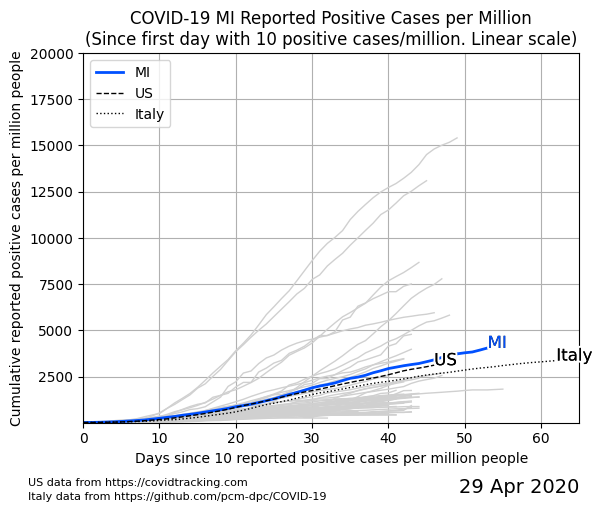 COVID-19 MI Reported Positive Cases per Million
(Since first day with 10 positive cases/million. Linear scale)
Cumulative reported positive cases per million people
20000
17500
15000
12500
10000
7500
5000
2500
MI
US
Italy
MI
US
Italy
0
10
20
30
40
50
60
Days since 10 reported positive cases per million people
US data from https://covidtracking.com
Italy data from https://github.com/pcm-dpc/COVID-19
29 Apr 2020